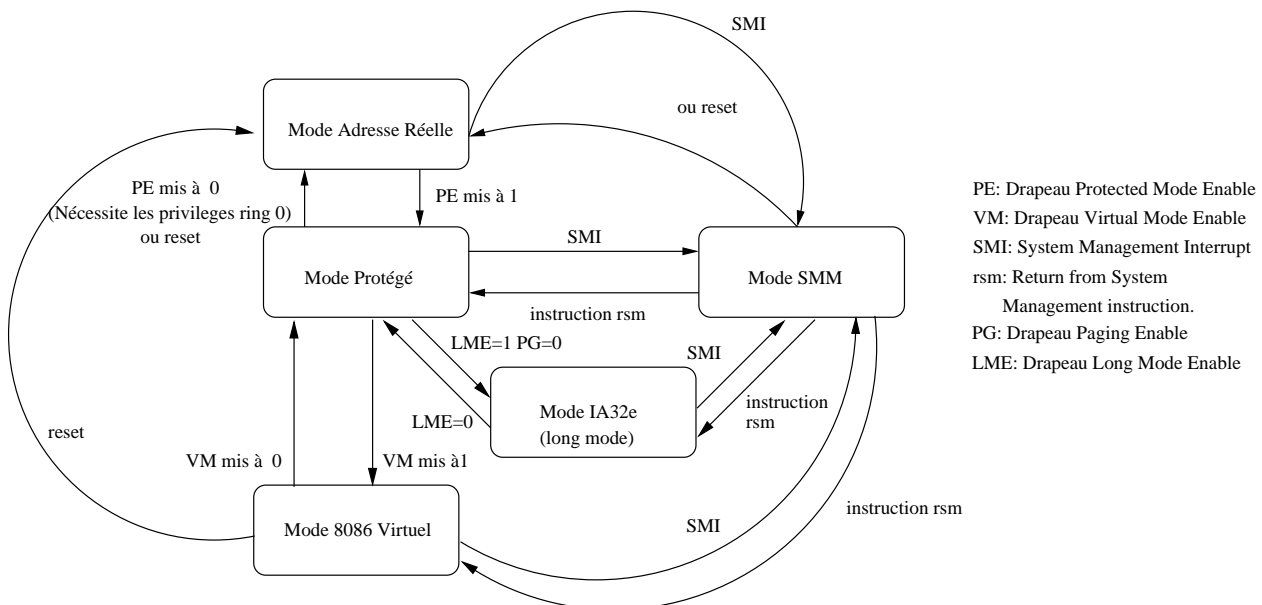 SMI
ou reset
Mode Adresse Réelle
PE mis à 0
(Nécessite les privileges ring 0)
ou reset
PE mis à 1
SMI
Mode Protégé
Mode SMM
instruction rsm
LME=1 PG=0
SMI
Mode IA32e
(long mode)
LME=0
instruction
rsm
reset
VM mis à 0
VM mis à1
Mode 8086 Virtuel
SMI
instruction rsm
PE: Drapeau Protected Mode Enable
VM: Drapeau Virtual Mode Enable
SMI: System Management Interrupt
rsm: Return from System
Management instruction.
PG: Drapeau Paging Enable
LME: Drapeau Long Mode Enable